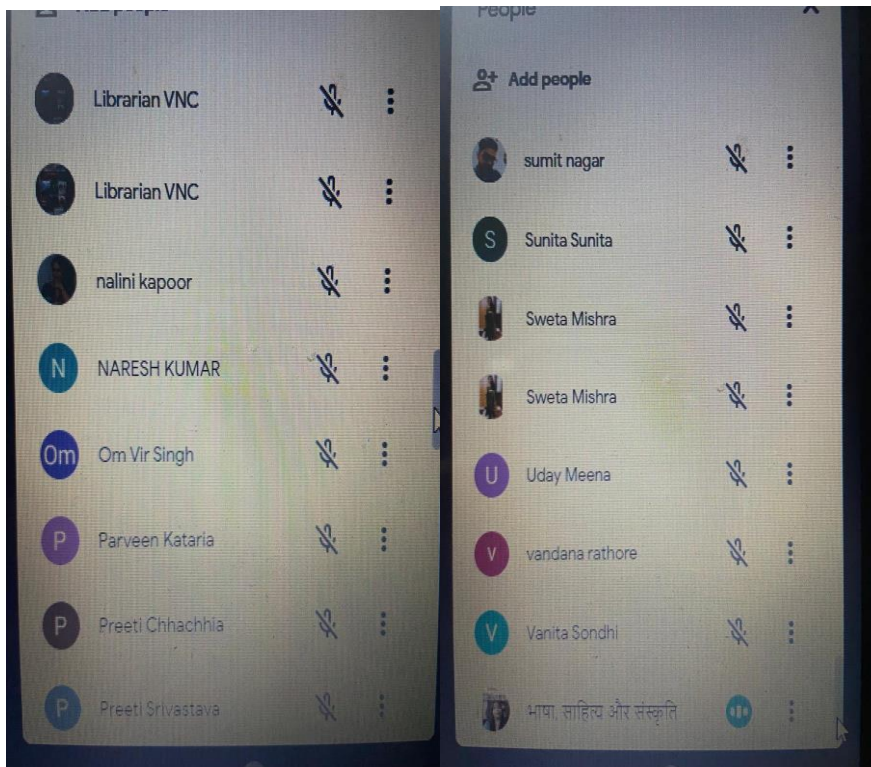 Add people
Librarian VNC
Librarian VNC
nalini kapoor
N NARESH KUMAR
Om Om Vir Singh
P Parveen Kataria
P Preeti Chhachhia
P Preeti Srivastava
People
Add people
sumit nagar
S Sunita Sunita
Sweta Mishra
Sweta Mishra
U Uday Meena
v vandana rathore
V Vanita Sondhi
भाषा, साहित्य और संस्कृति